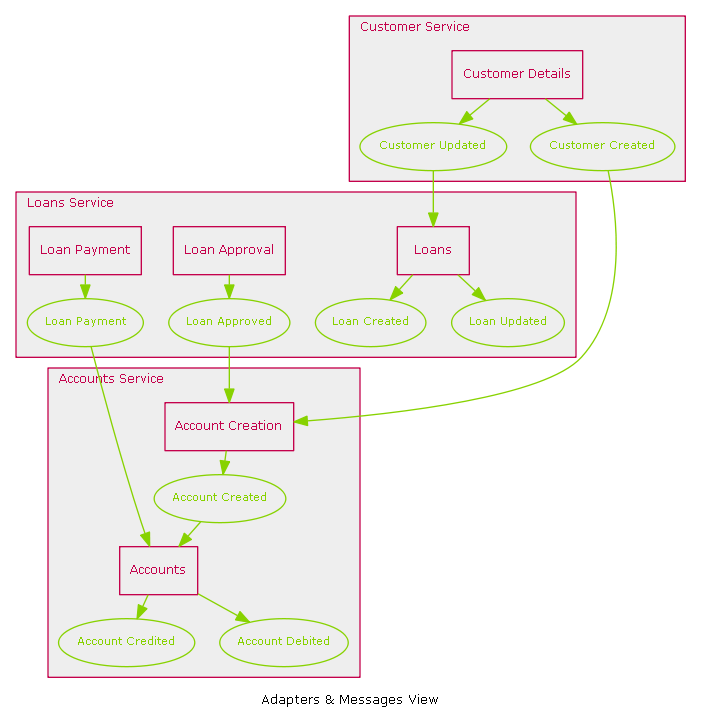 Customer Service
Customer Details
Customer Updated
Customer Created
Loans Service
Loan Payment
Loan Approval
Loans
Loan Payment
Loan Approved
Loan Created
Loan Updated
Accounts Service
Account Creation
Account Created
Accounts
Account Credited
Account Debited
Adapters & Messages View